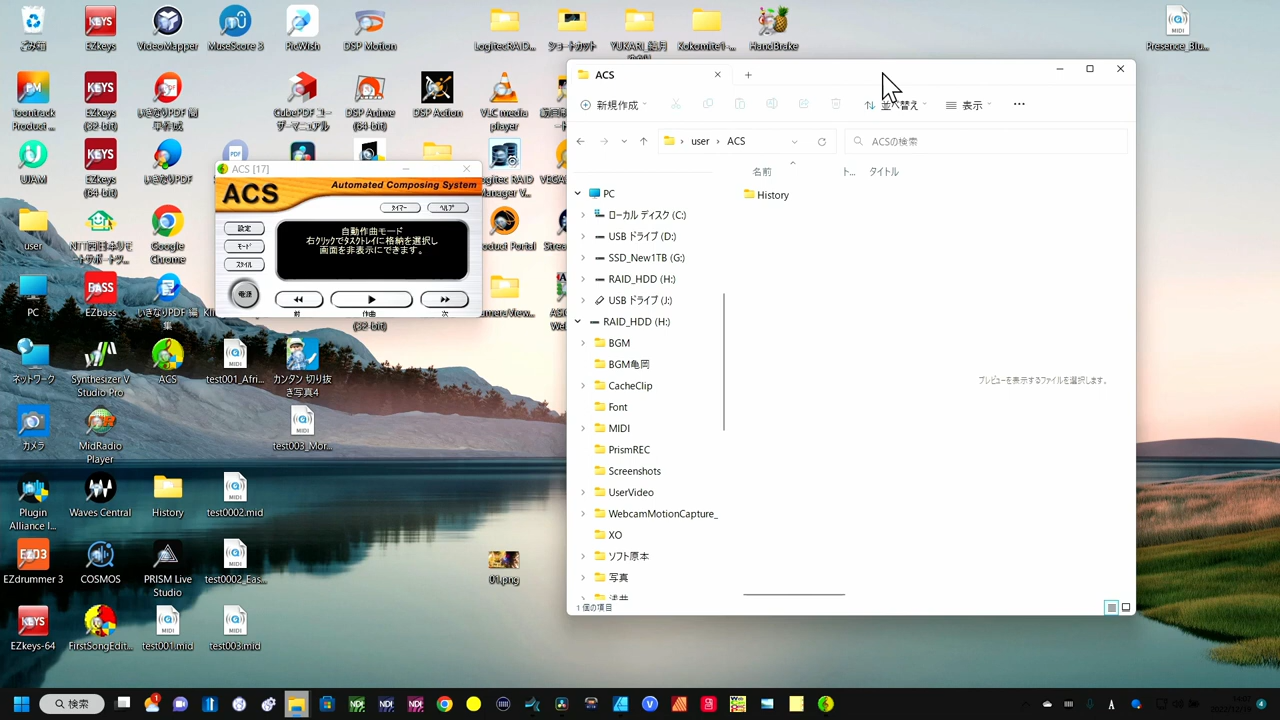 ごみ箱
EZkeys
VideoMapper
MuseScore 3
PicWish
DSP Motion
LogitecRAID...
ショートカット
YUKARI_結月
Kokomite1-...
HandBrake
Presence_Blu...
Toontrack
Product ...
EZkeys
(32-bit)
CubePDF ユー
ザーマニュアル
DSP Anime
(64-bit)
DSP Action
VLC media
player
UJAM
EZkeys
(64-bit)
いきなりPDF
user
Google
Chrome
PC
EZbass
(32-bit)
ネットワーク
Synthesizer V
Studio Pro
ACS
test001_Afri...
カンタン 切り抜
き写真4
カメラ
MidRadio
Player
test003_Mor...
Plugin
Alliance I...
Waves Central
History
test0002.mid
EZdrummer 3
COSMOS
PRISM Live
Studio
test0002_Eas...
01.png
EZkeys-64
FirstSongEdit...
test001.mid
test003.mid
ACS [17]
ACS
Automated Composing System
タイマー
ヘルプ
設定
モード
スタイル
電源
自動作曲モード
右クリックでタスクトレイに格納を選択し
画面を非表示にできます。
前
作曲
次
ACS
新規作成
並べ替え
表示
user
ACS
ACSの検索
名前
ト...
タイトル
History
PC
ローカル ディスク (C:)
USB ドライブ (D:)
SSD_New1TB (G:)
RAID_HDD (H:)
USB ドライブ (J:)
RAID_HDD (H:)
BGM
BGM亀岡
CacheClip
Font
MIDI
PrismREC
Screenshots
UserVideo
WebcamMotionCapture_
XO
ソフト原本
写真
プレビューを表示するファイルを選択します。
1 個の項目
検索